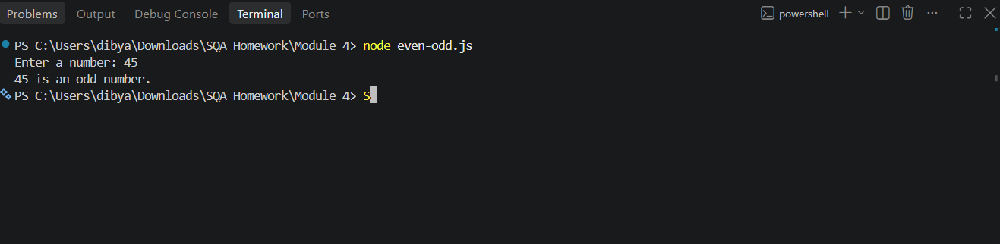 Problems Output Debug Console Terminal Ports powershell
PS C:\Users\dibya\Downloads\SQA Homework\Module 4> node even-odd.js
Enter a number: 45
45 is an odd number.
PS C:\Users\dibya\Downloads\SQA Homework\Module 4> S